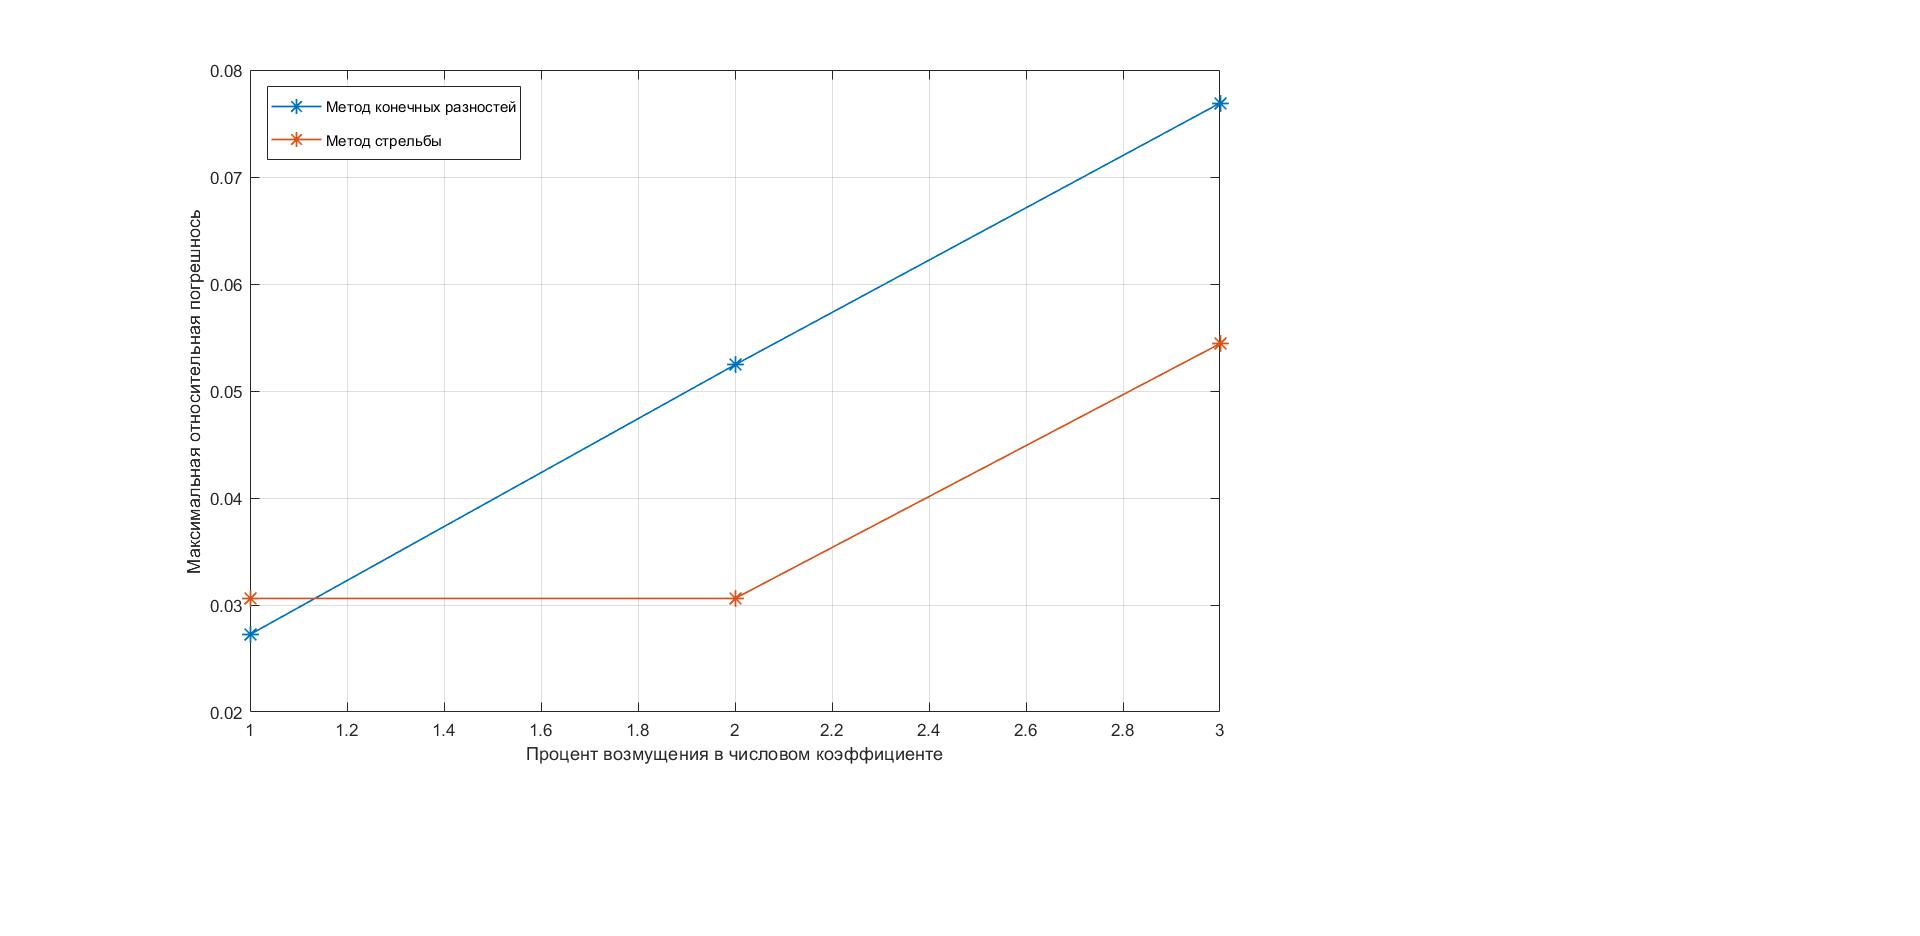 0.08
Метод конечных разностей
Метод стрельбы
0.07
0.06
0.05
0.04
0.03
0.02
Максимальная относительная погрешнось
1 1.2 1.4 1.6 1.8 2 2.2 2.4 2.6 2.8 3
Процент возмущения в числовом коэффициенте